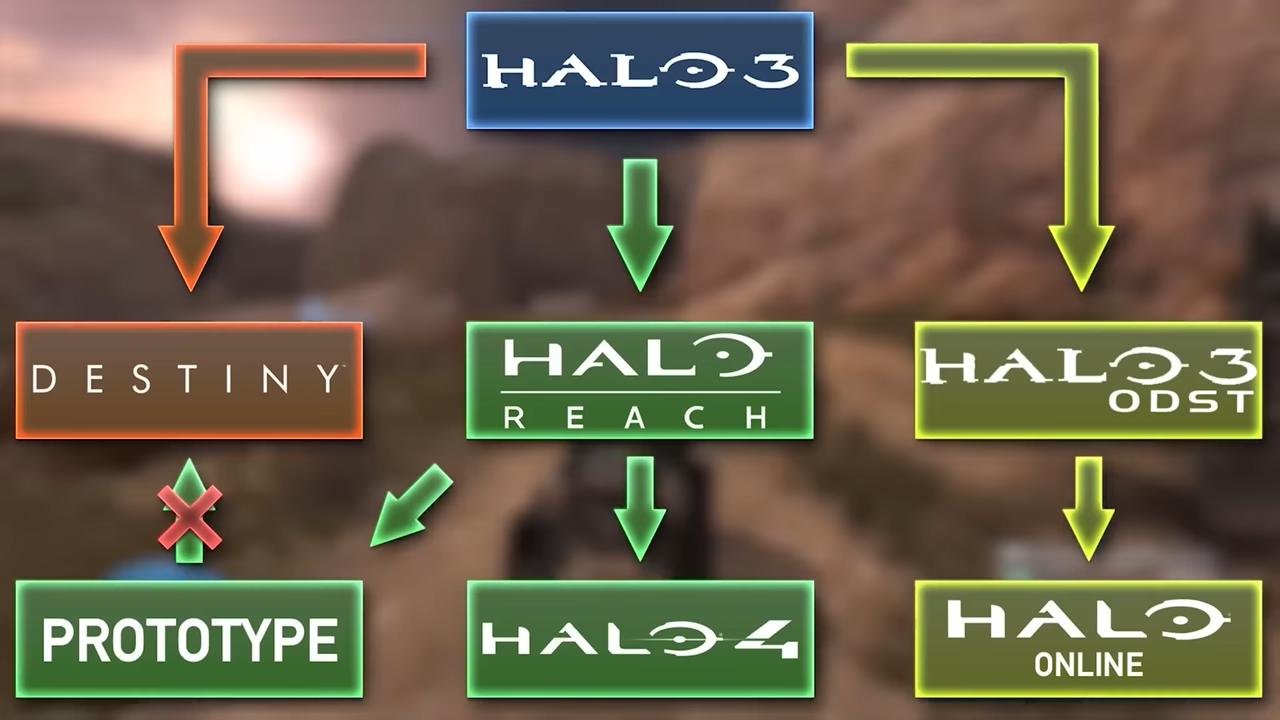 HALO 3
DESTINY
HALO
REACH
HALO 3
ODST
PROTOTYPE
HALO 4
HALO
ONLINE